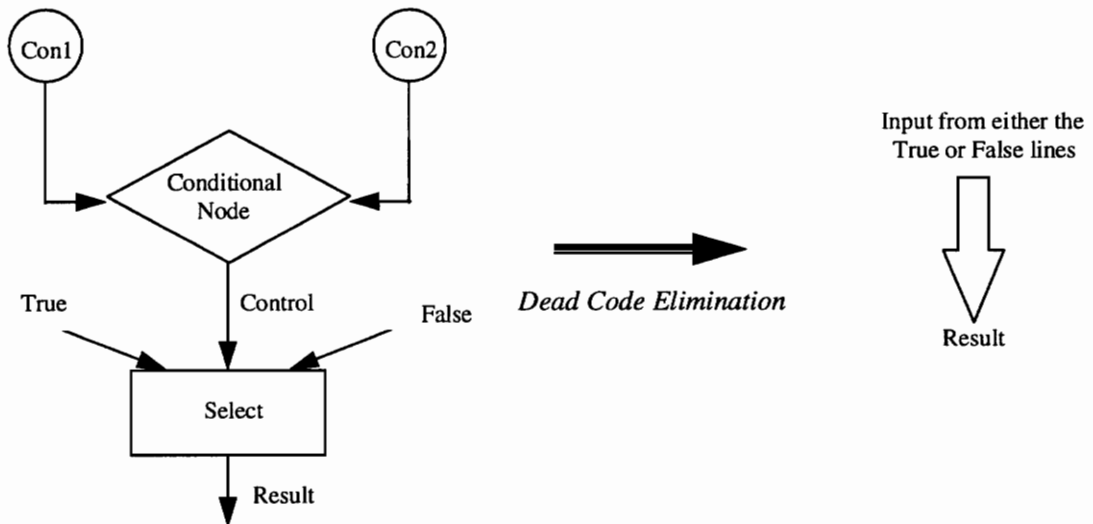 Con1
Con2
Conditional
Node
True
Control
False
Select
Result
Dead Code Elimination
Input from either the
True or False lines
Result